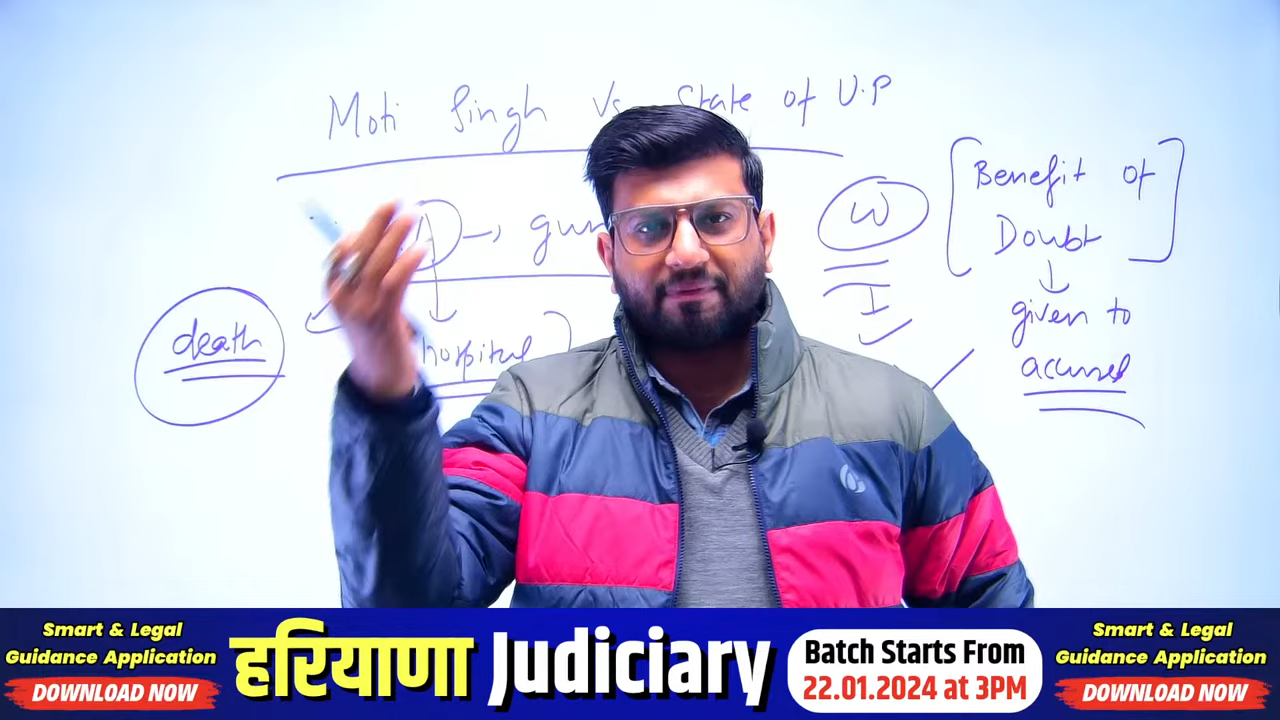 Moti Singh Vs State of U.P
A → gun
W
I
death
hospital
Benefit of
Doubt
↓
given to
accused
Smart & Legal
Guidance Application
DOWNLOAD NOW
हरियाणा Judiciary
Batch Starts From
22.01.2024 at 3PM
Smart & Legal
Guidance Application
DOWNLOAD NOW